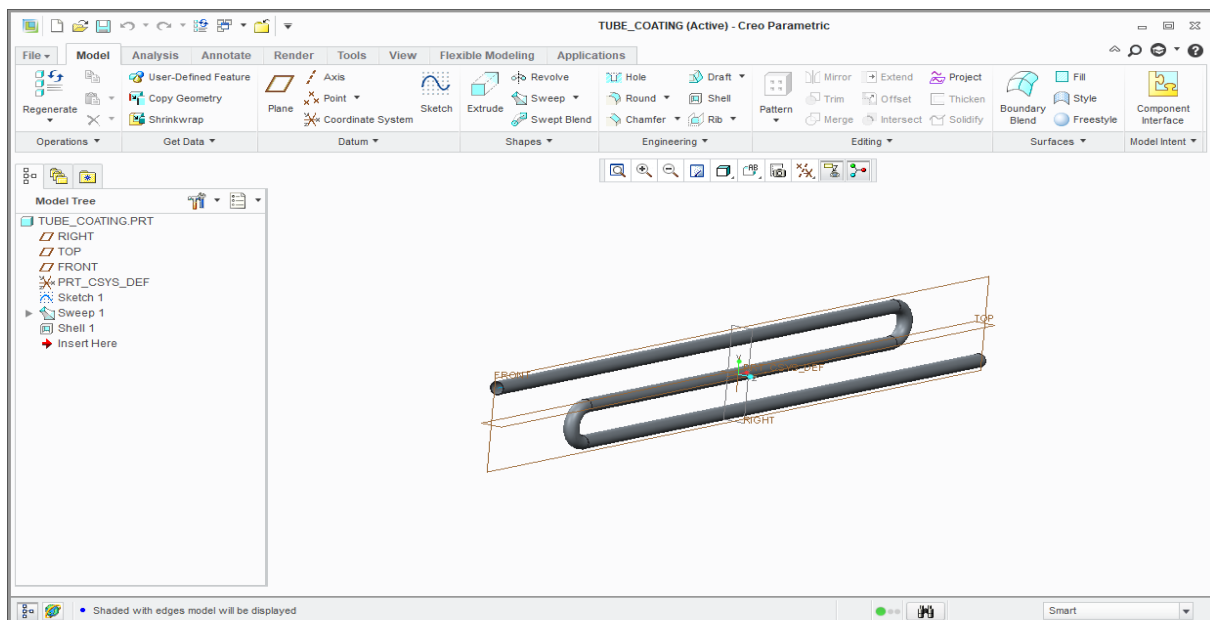 TUBE_COATING (Active) - Creo Parametric
File Model Analysis Annotate Render Tools View Flexible Modeling Applications
Regenerate
User-Defined Feature
Copy Geometry
Shrinkwrap
Plane
Axis
Point
Coordinate System
Sketch
Extrude
Revolve
Sweep
Swept Blend
Hole
Round
Chamfer
Draft
Shell
Rib
Pattern
Mirror
Trim
Merge
Extend
Offset
Intersect
Project
Thicken
Solidify
Boundary
Blend
Fill
Style
Freestyle
Component
Interface
Operations Get Data Datum Shapes Engineering Editing Surfaces Model Intent
Model Tree
TUBE_COATING.PRT
RIGHT
TOP
FRONT
PRT_CSYS_DEF
Sketch 1
Sweep 1
Shell 1
Insert Here
TOP
FRONT
Y
RIGHT
Shaded with edges model will be displayed
Smart